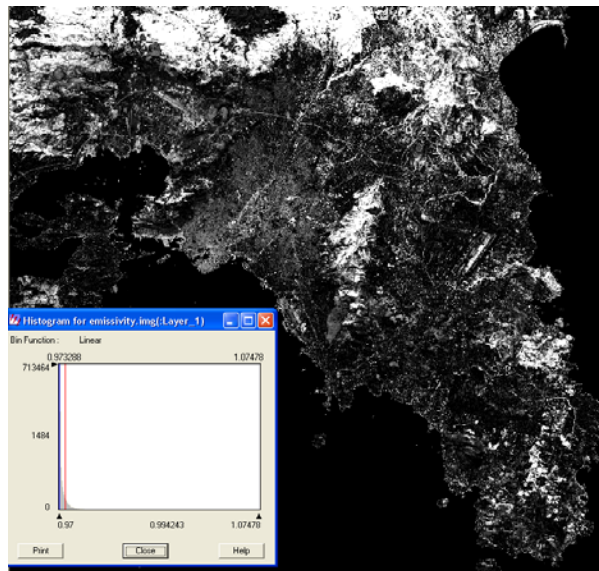 Histogram for emissivity.img(:Layer_1)
Bin Function : Linear
0.973288 1.07478
713464
1484
0
0.97 0.994243 1.07478
Print Close Help